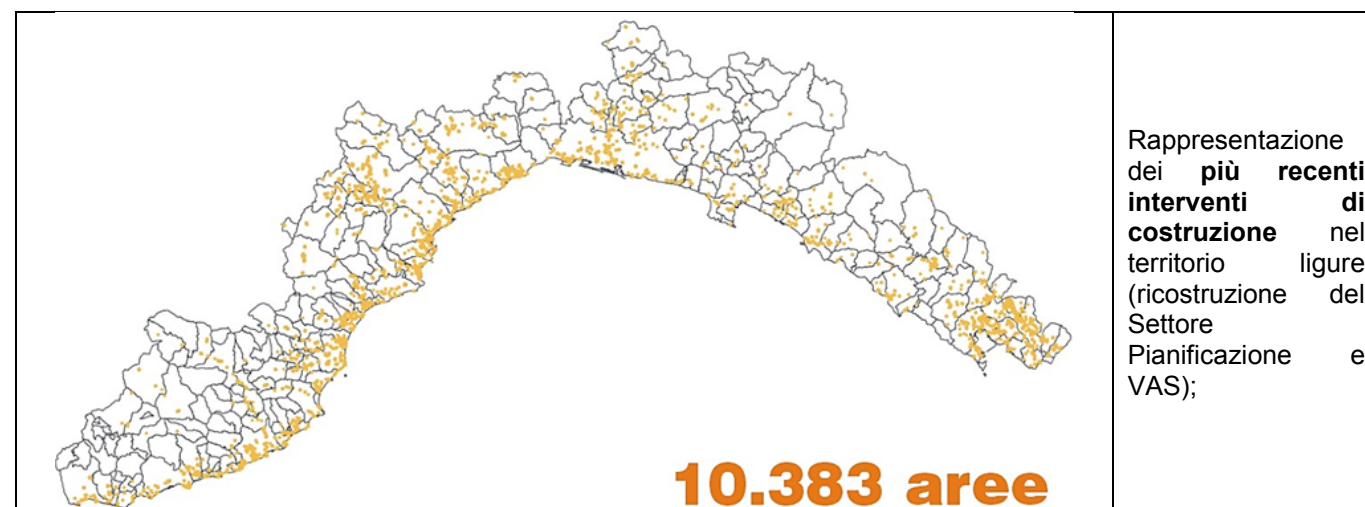 Rappresentazione
dei più recenti
interventi di
costruzione nel
territorio ligure
(ricostruzione del
Settore
Pianificazione e
VAS);
10.383 aree